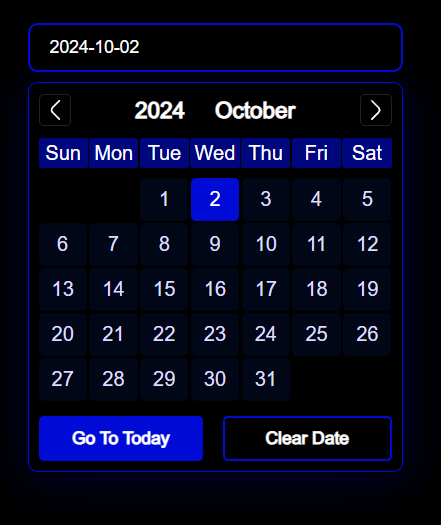 2024-10-02
2024 October
Sun Mon Tue Wed Thu Fri Sat
1 2 3 4 5
6 7 8 9 10 11 12
13 14 15 16 17 18 19
20 21 22 23 24 25 26
27 28 29 30 31
Go To Today Clear Date